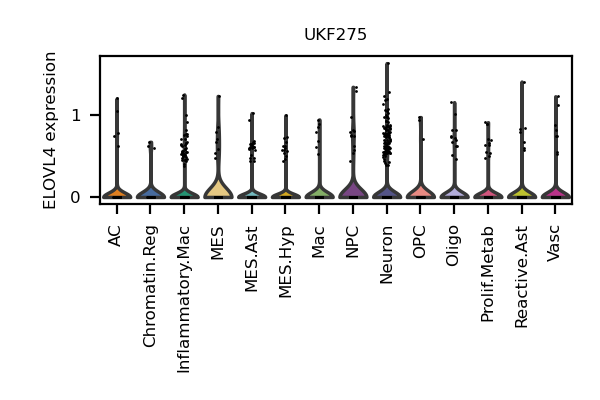 UKF275
ELOVL4 expression
1
0
AC
Chromatin.Reg
Inflammatory.Mac
MES
MES.Ast
MES.Hyp
Mac
NPC
Neuron
OPC
Oligo
Prolif.Metab
Reactive.Ast
Vasc